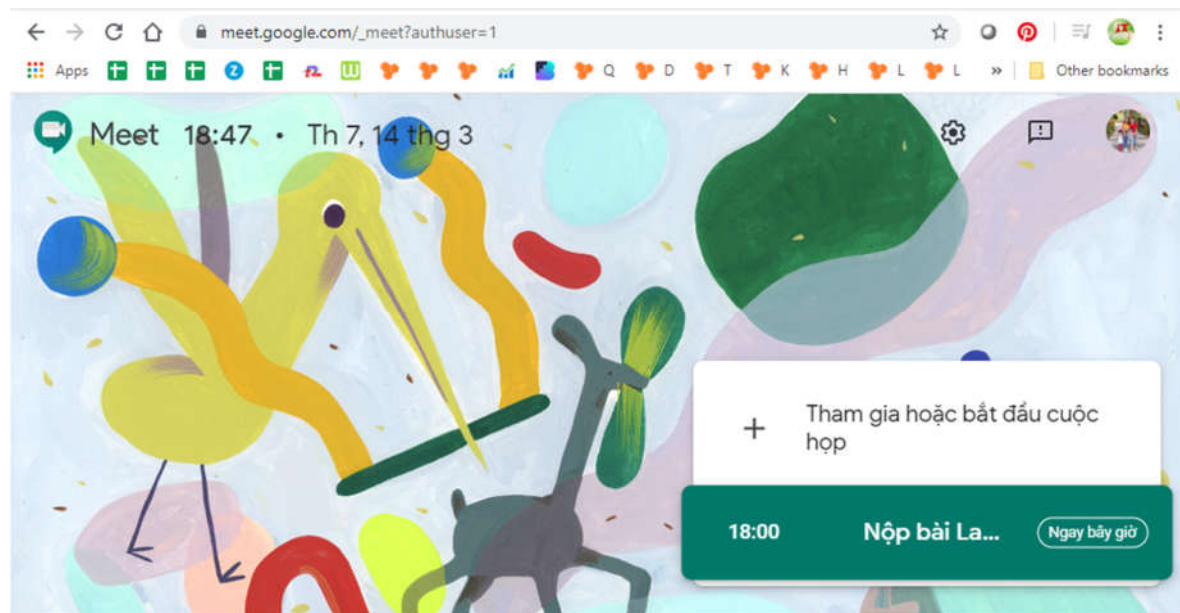 meet.google.com/_meet?authuser=1
Apps Q D T K H L L » Other bookmarks
Meet 18:47 • Th 7, 14 thg 3
Tham gia hoặc bắt đầu cuộc
họp
18:00 Nộp bài La... Ngay bây giờ